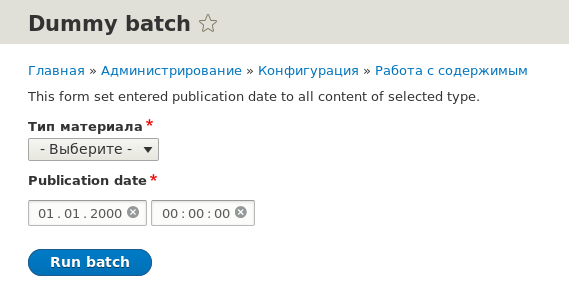 Dummy batch
Главная » Администрирование » Конфигурация » Работа с содержимым
This form set entered publication date to all content of selected type.
Тип материала*
- Выберите -
Publication date*
01.01.2000 00:00:00
Run batch